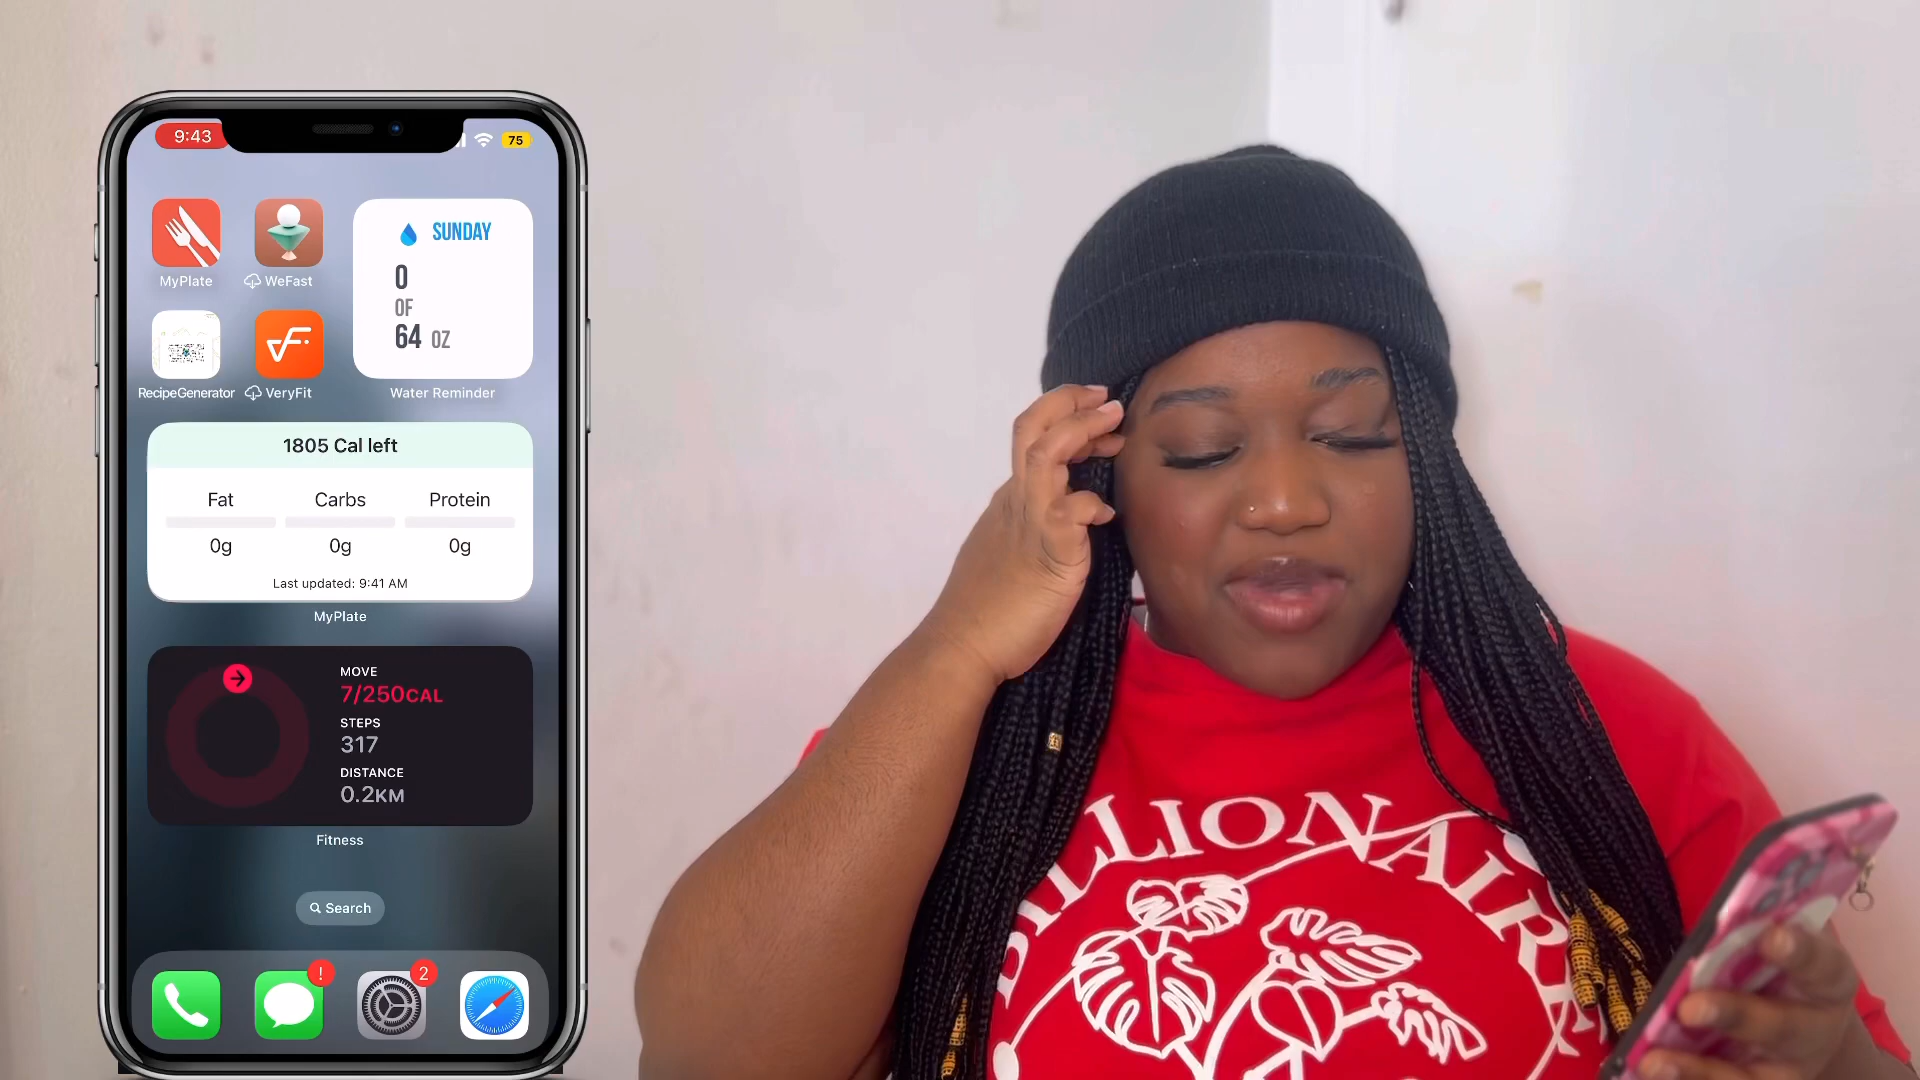 9:43
75
MyPlate
WeFast
SUNDAY
0
OF
64 OZ
RecipeGenerator
VeryFit
Water Reminder
1805 Cal left
Fat Carbs Protein
0g 0g 0g
Last updated: 9:41 AM
MyPlate
MOVE
7/250CAL
STEPS
317
DISTANCE
0.2KM
Fitness
Search
!
2
BILLIONAIRE